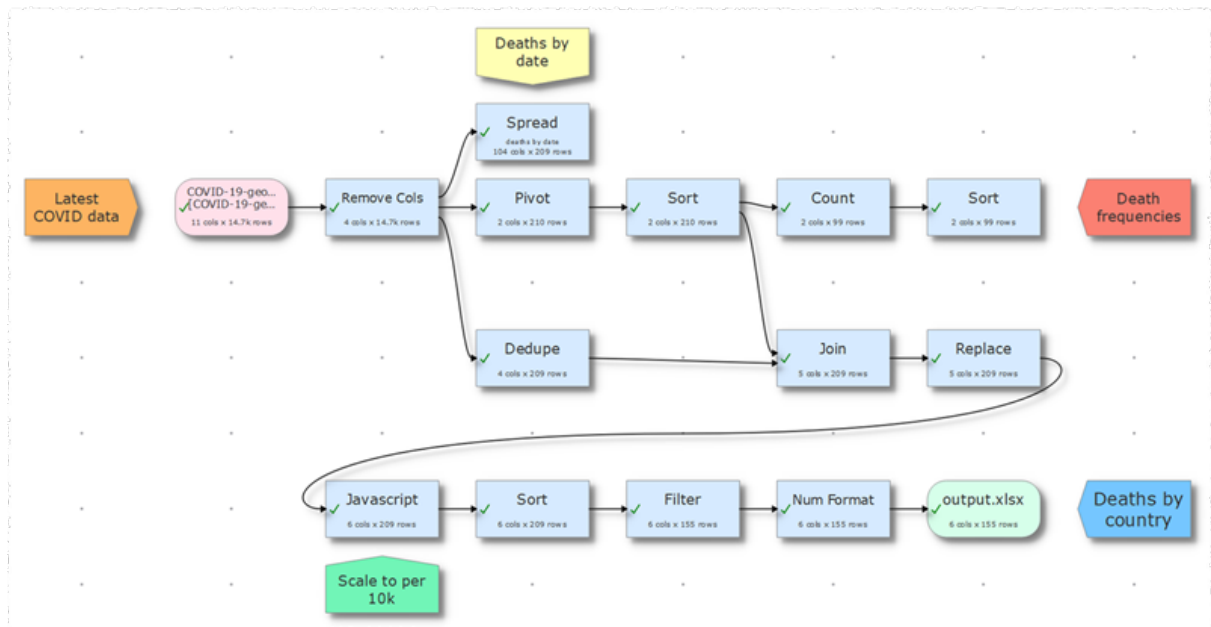 Deaths by
date
Spread
deaths by date
104 cols x 209 rows
Latest
COVID data
COVID-19-geo...
[COVID-19-ge...
11 cols x 14.7k rows
Remove Cols
4 cols x 14.7k rows
Pivot
2 cols x 210 rows
Sort
2 cols x 210 rows
Count
2 cols x 99 rows
Sort
2 cols x 99 rows
Death
frequencies
Dedupe
4 cols x 209 rows
Join
5 cols x 209 rows
Replace
5 cols x 209 rows
Javascript
6 cols x 209 rows
Sort
6 cols x 209 rows
Filter
6 cols x 155 rows
Num Format
6 cols x 155 rows
output.xlsx
6 cols x 155 rows
Deaths by
country
Scale to per
10k